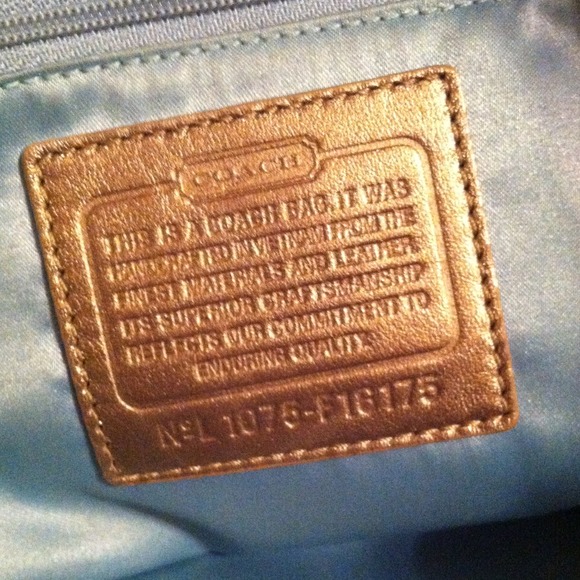 COACH
THIS IS A COACH BAG. IT WAS
HANDCRAFTED IN VIETNAM FROM THE
FINEST MATERIALS AND LEATHER.
ITS SUPERIOR CRAFTSMANSHIP
REFLECTS OUR COMMITMENT TO
ENDURING QUALITY.
Nº L 1076-F16175